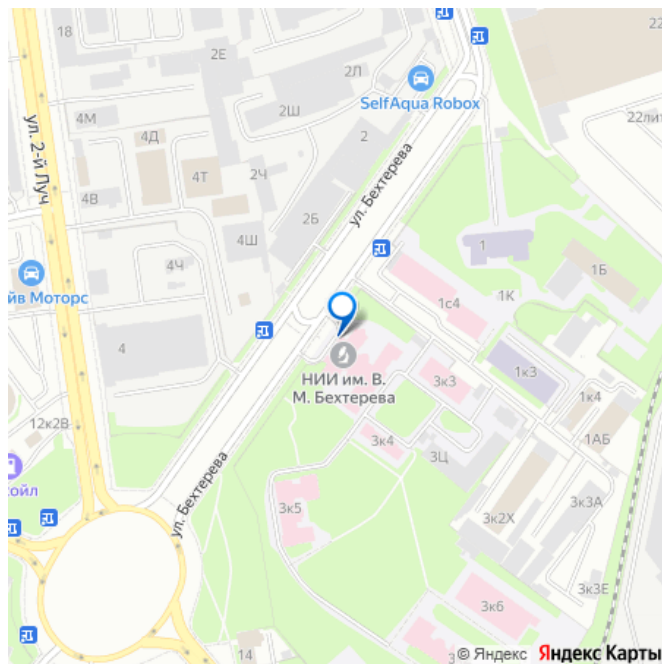 18
2Е
22
2Л
SelfAqua Robox
22лит
4М
2Ш
4Д
2
ул. 2-й Луч
4Т
2Ч
4В
ул. Бехтерева
2Б
4Ш
1
1Б
4Ч
йв Моторс
1К
1с4
4
НИИ им. В.
М. Бехтерева
3к3
1к3
1к4
12к2В
3к4
1АБ
3Ц
койл
ул. Бехтерева
3к5
3к3А
3к2Х
3к3Е
3к6
14
© Яндекс Яндекс Карты